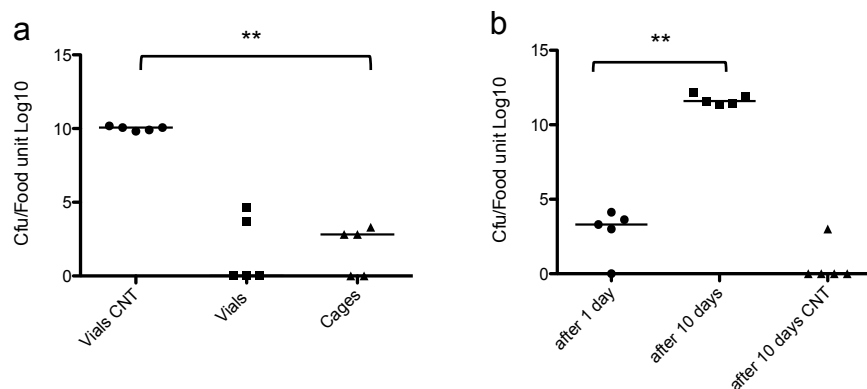 a
**
Cfu/Food unit Log10
15
10
5
0
Vials CNT
Vials
Cages
b
**
Cfu/Food unit Log10
15
10
5
0
after 1 day
after 10 days
after 10 days CNT